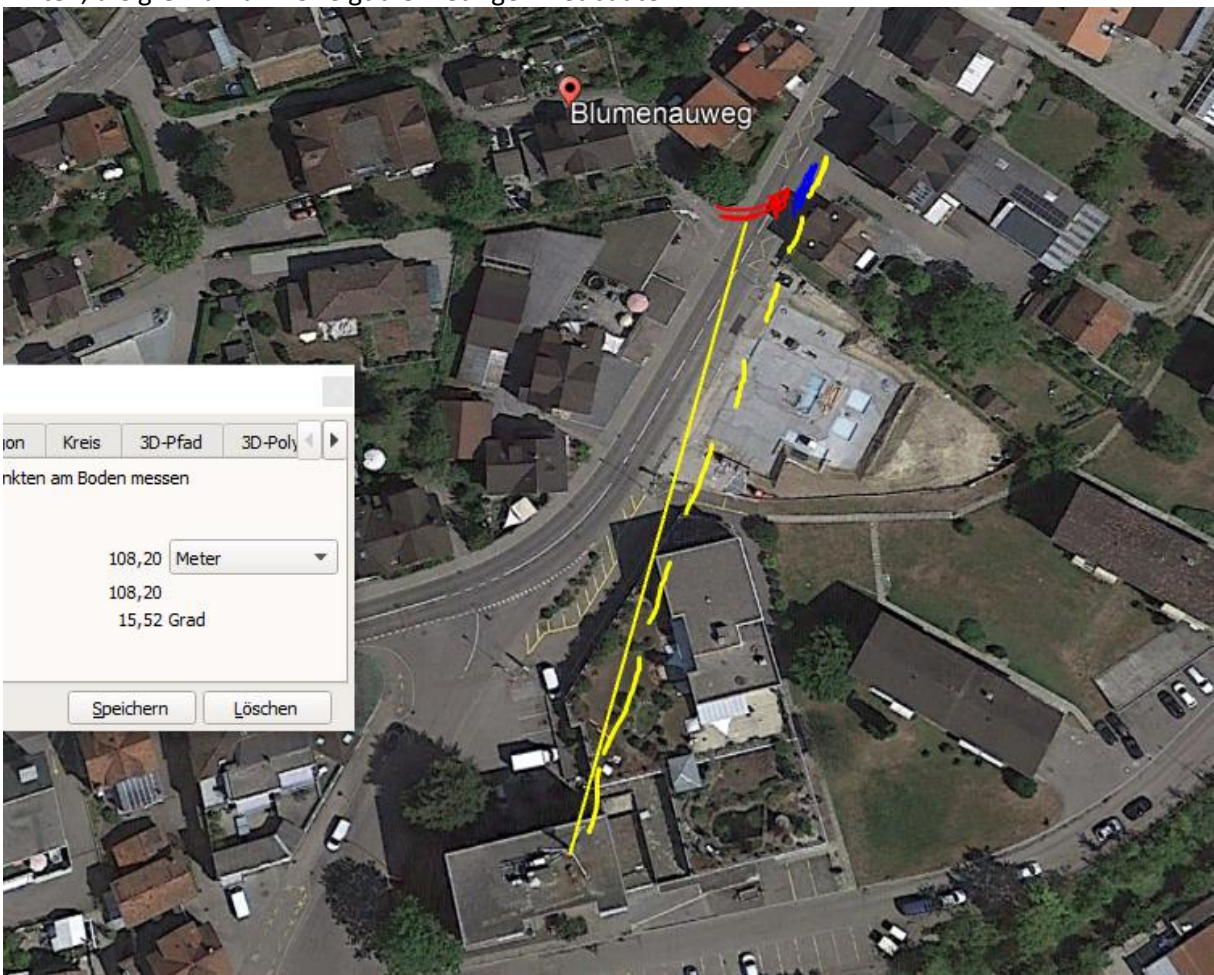 Blumenauweg
gon Kreis 3D-Pfad 3D-Poly
nkten am Boden messen
108,20 Meter
108,20
15,52 Grad
Speichern Löschen